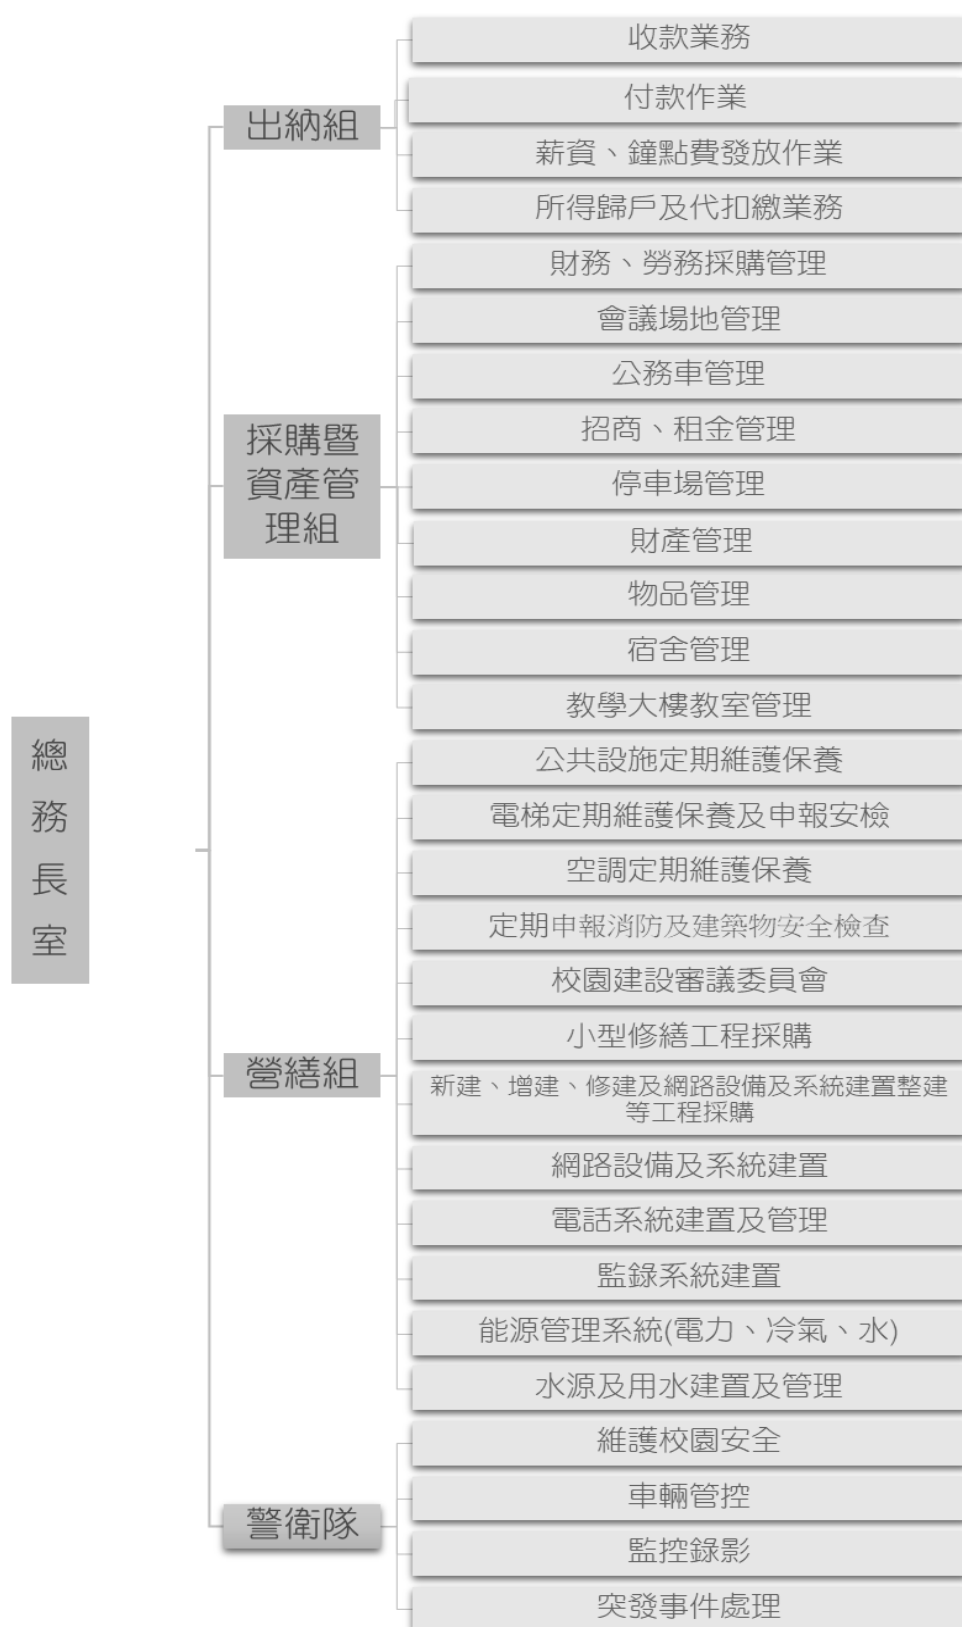 總
務
長
室
出納組
收款業務
付款作業
薪資、鐘點費發放作業
所得歸戶及代扣繳業務
採購暨
資產管
理組
財務、勞務採購管理
會議場地管理
公務車管理
招商、租金管理
停車場管理
財產管理
物品管理
宿舍管理
教學大樓教室管理
營繕組
公共設施定期維護保養
電梯定期維護保養及申報安檢
空調定期維護保養
定期申報消防及建築物安全檢查
校園建設審議委員會
小型修繕工程採購
新建、增建、修建及網路設備及系統建置整建
等工程採購
網路設備及系統建置
電話系統建置及管理
監錄系統建置
能源管理系統(電力、冷氣、水)
水源及用水建置及管理
警衛隊
維護校園安全
車輛管控
監控錄影
突發事件處理